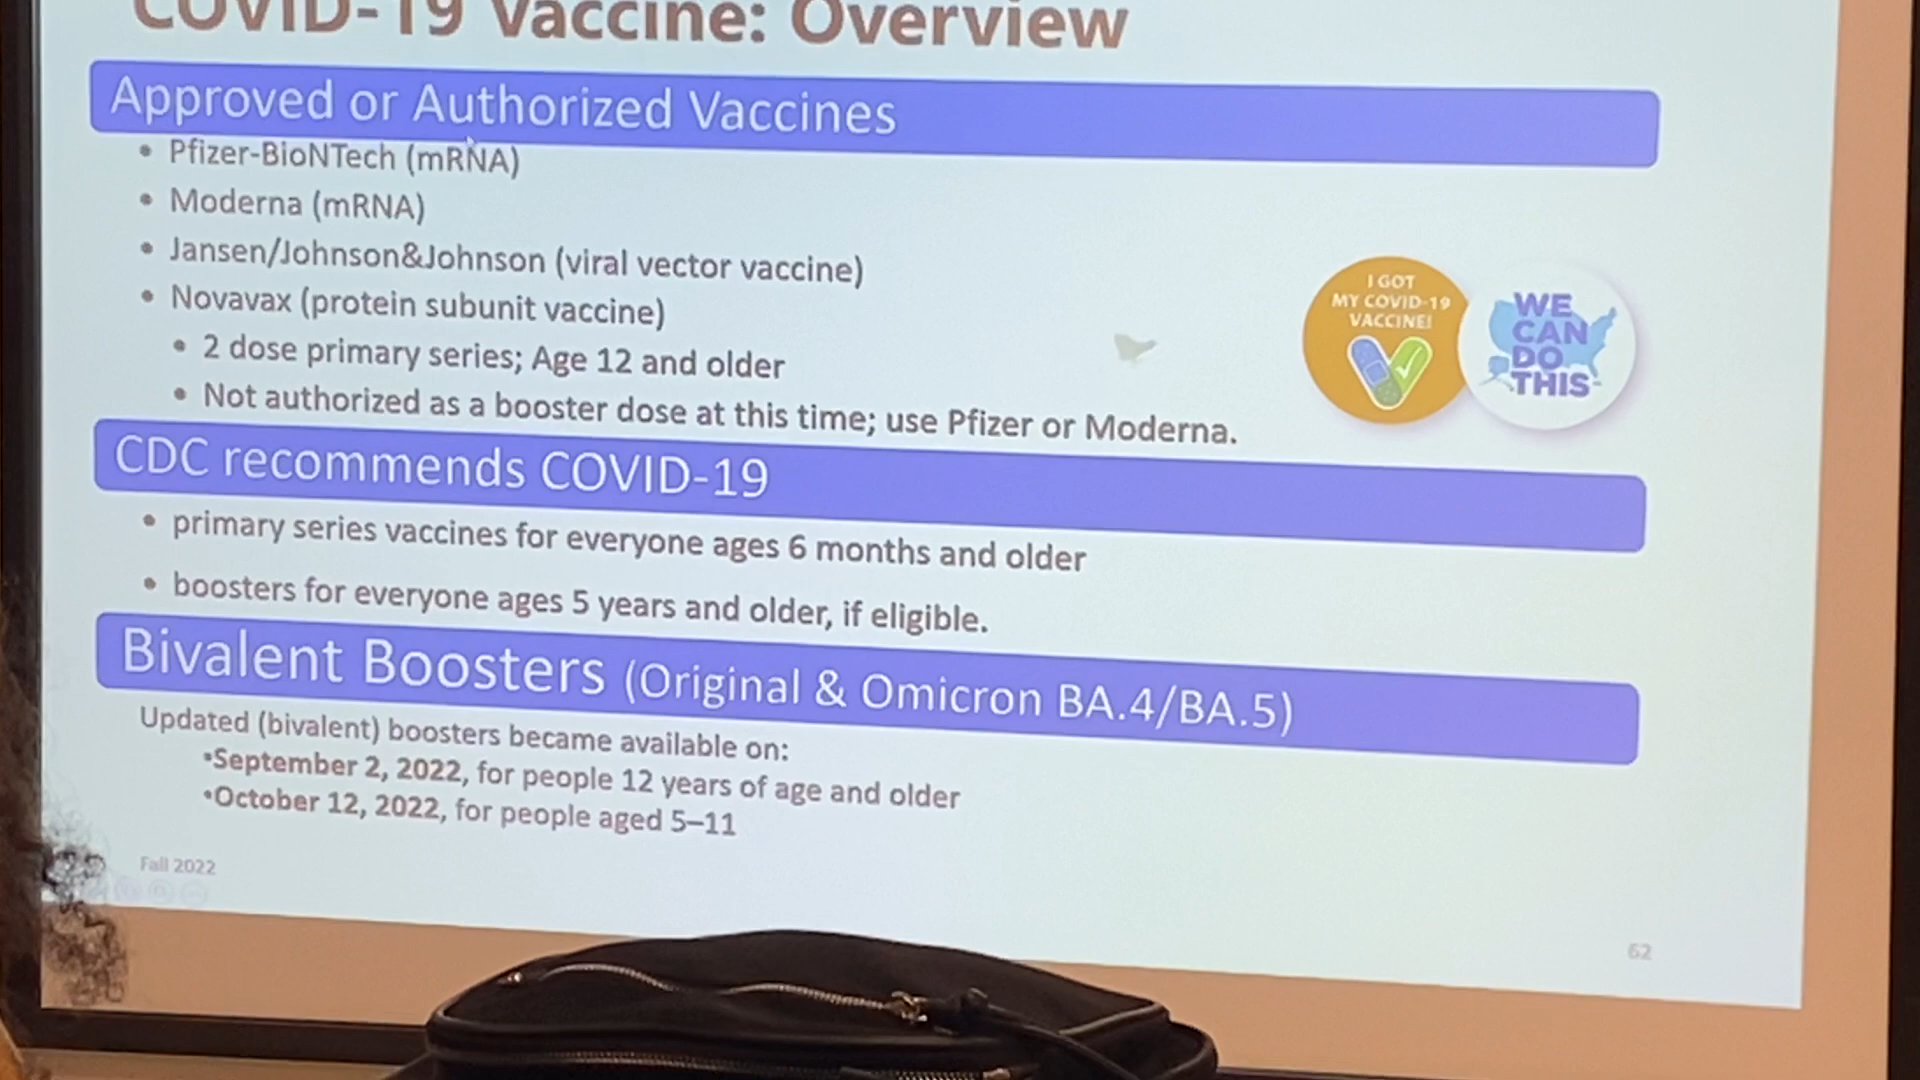 COVID-19 Vaccine: Overview
Approved or Authorized Vaccines
• Pfizer-BioNTech (mRNA)
• Moderna (mRNA)
• Jansen/Johnson&Johnson (viral vector vaccine)
• Novavax (protein subunit vaccine)
• 2 dose primary series; Age 12 and older
• Not authorized as a booster dose at this time; use Pfizer or Moderna.
I GOT
MY COVID-19
VACCINE!
WE
CAN
DO
THIS
CDC recommends COVID-19
• primary series vaccines for everyone ages 6 months and older
• boosters for everyone ages 5 years and older, if eligible.
Bivalent Boosters (Original & Omicron BA.4/BA.5)
Updated (bivalent) boosters became available on:
•September 2, 2022, for people 12 years of age and older
•October 12, 2022, for people aged 5–11
Fall 2022
62